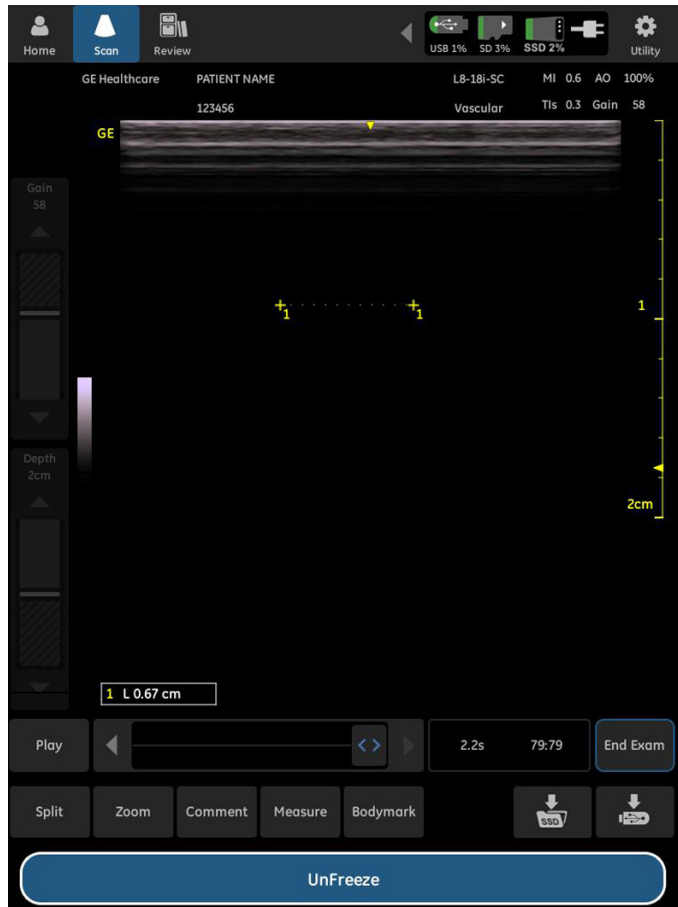 USB 1% SD 3% SSD 2%
Home Scan Review Utility
GE Healthcare PATIENT NAME L8-18i-SC MI 0.6 AO 100%
123456 Vascular TIs 0.3 Gain 58
GE
Gain
58
1 1
1
Depth
2cm
2cm
1 L 0.67 cm
Play 2.2s 79:79 End Exam
Split Zoom Comment Measure Bodymark SSD
UnFreeze